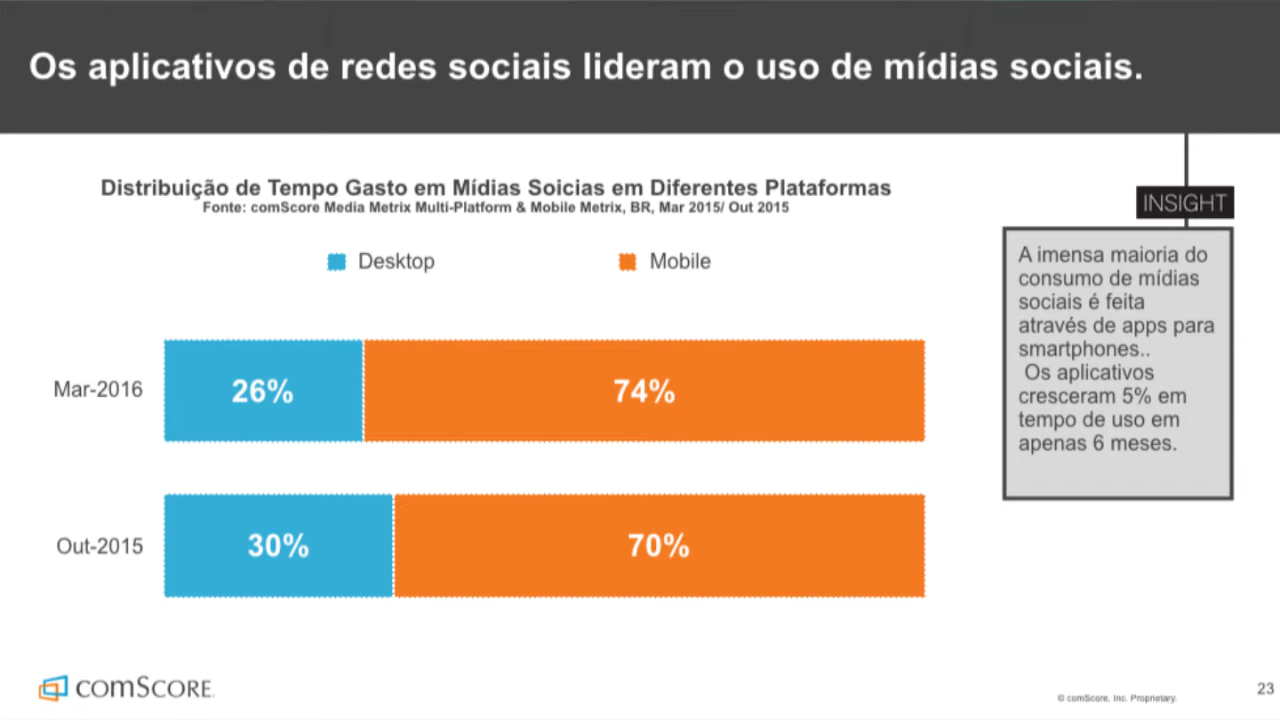 Os aplicativos de redes sociais lideram o uso de mídias sociais.
Distribuição de Tempo Gasto em Mídias Soicias em Diferentes Plataformas
Fonte: comScore Media Metrix Multi-Platform & Mobile Metrix, BR, Mar 2015/ Out 2015
Desktop
Mobile
Mar-2016
26%
74%
Out-2015
30%
70%
INSIGHT
A imensa maioria do
consumo de mídias
sociais é feita
através de apps para
smartphones..
Os aplicativos
cresceram 5% em
tempo de uso em
apenas 6 meses.
comSCORE.
© comScore, Inc. Proprietary.
23